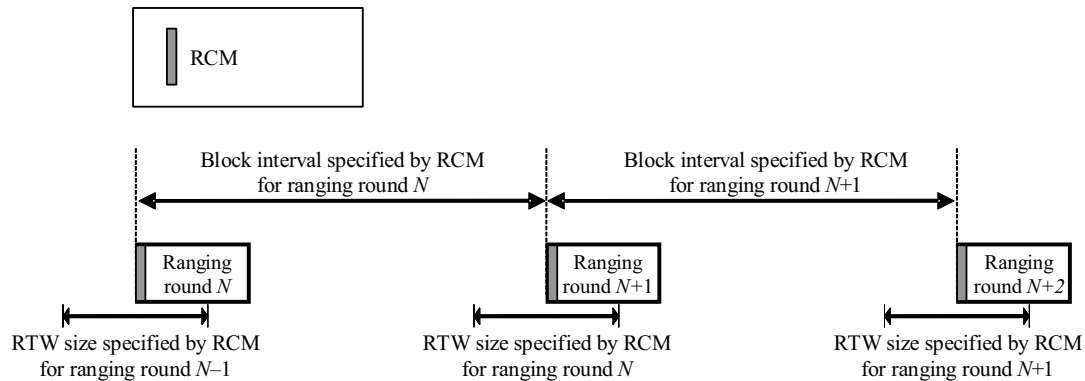 RCM
Block interval specified by RCM
for ranging round N
Block interval specified by RCM
for ranging round N+1
Ranging
round N
Ranging
round N+1
Ranging
round N+2
RTW size specified by RCM
for ranging round N–1
RTW size specified by RCM
for ranging round N
RTW size specified by RCM
for ranging round N+1